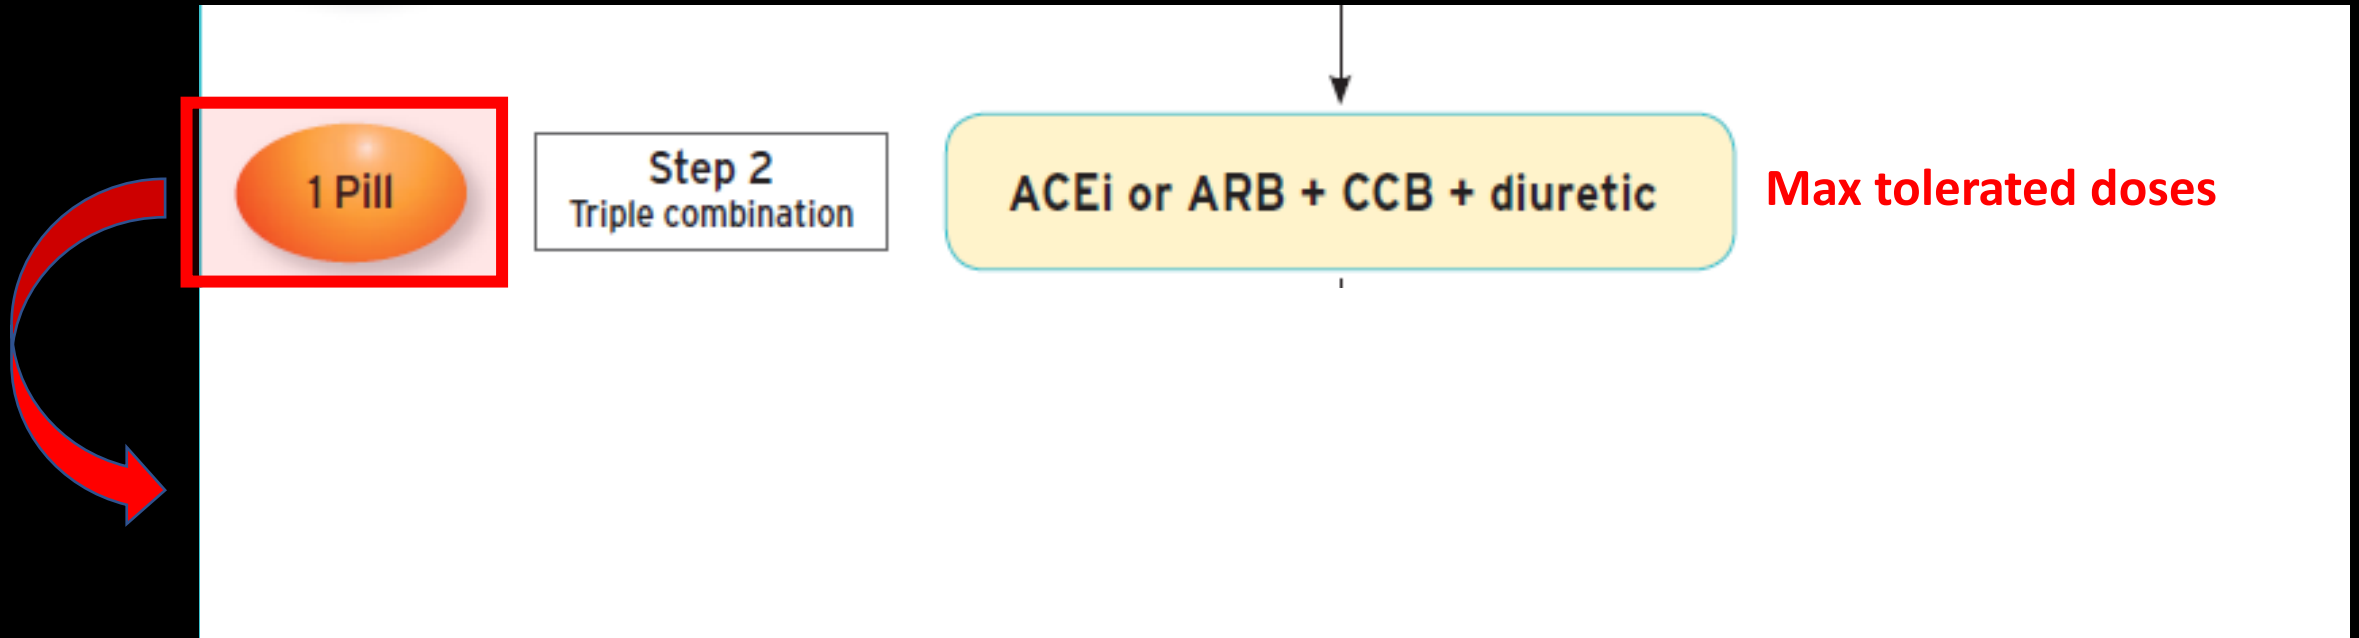 1 Pill
Step 2
Triple combination
ACEi or ARB + CCB + diuretic
Max tolerated doses